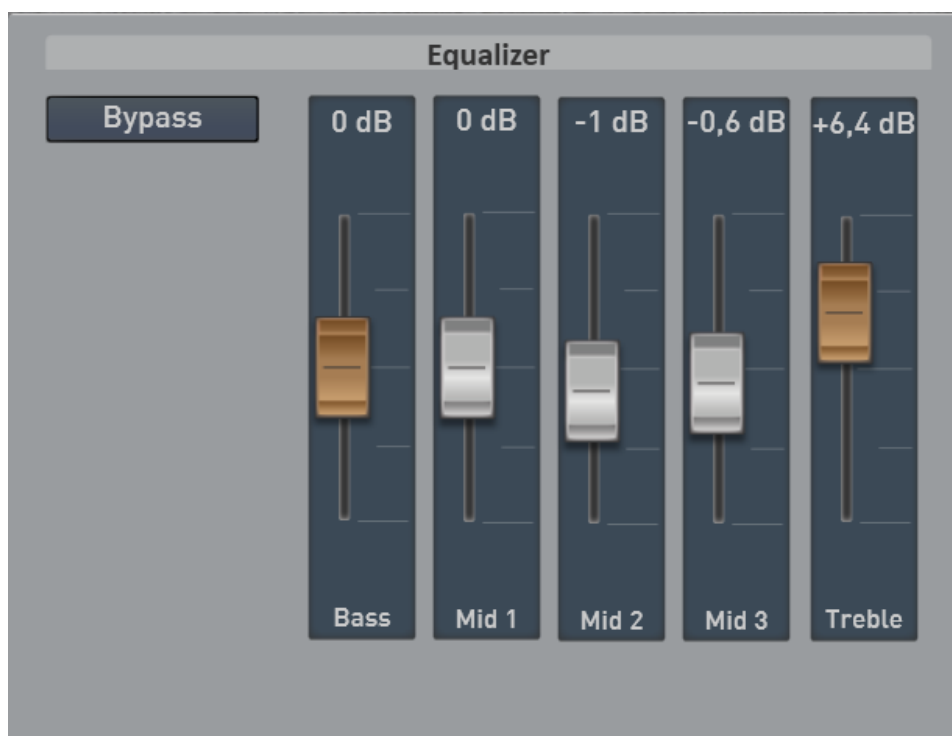 Equalizer
Bypass
0 dB
0 dB
-1 dB
-0,6 dB
+6,4 dB
Bass
Mid 1
Mid 2
Mid 3
Treble